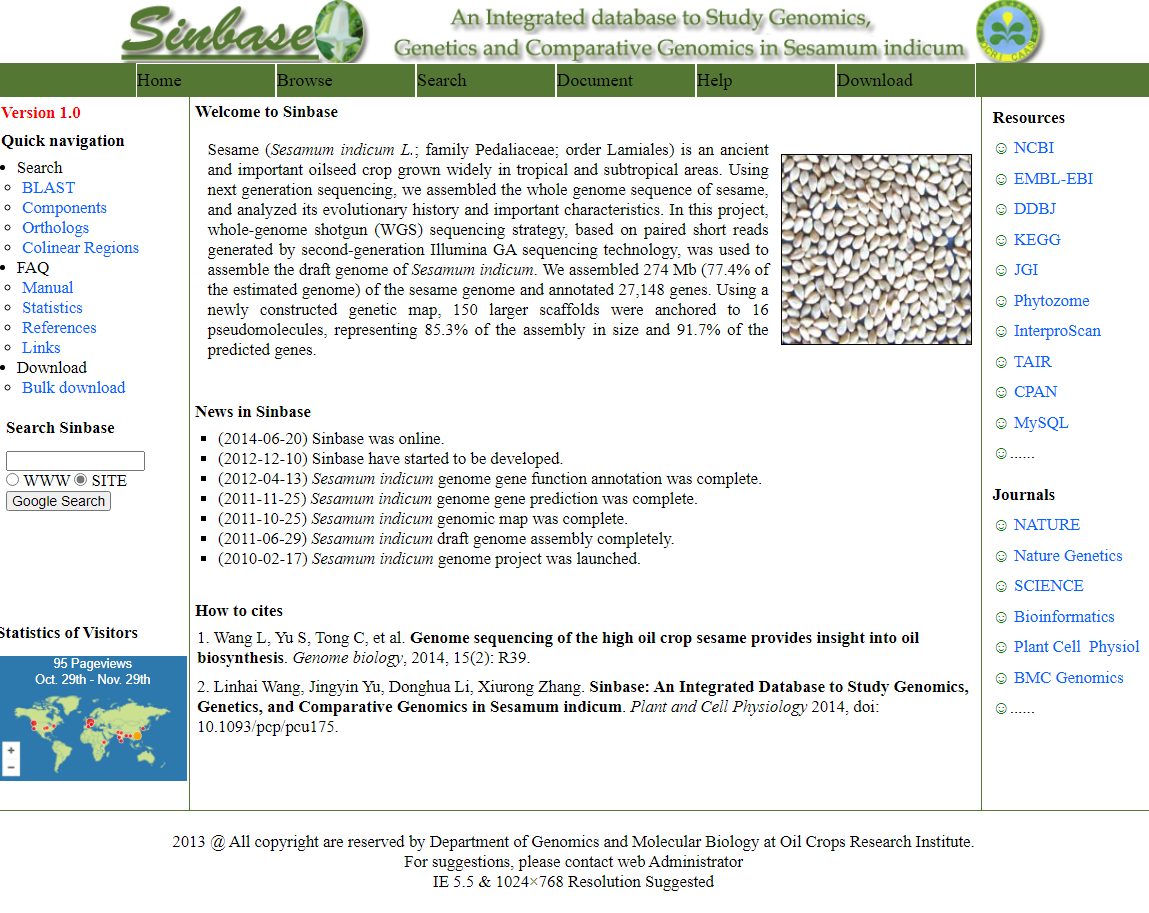 Sinbase
An Integrated database to Study Genomics,
Genetics and Comparative Genomics in Sesamum indicum
Home
Browse
Search
Document
Help
Download
Version 1.0
Quick navigation
Search
BLAST
Components
Orthologs
Colinear Regions
FAQ
Manual
Statistics
References
Links
Download
Bulk download
Search Sinbase
WWW SITE
Google Search
Statistics of Visitors
95 Pageviews
Oct. 29th - Nov. 29th
+
−
Welcome to Sinbase
Sesame (Sesamum indicum L.; family Pedaliaceae; order Lamiales) is an ancient
and important oilseed crop grown widely in tropical and subtropical areas. Using
next generation sequencing, we assembled the whole genome sequence of sesame,
and analyzed its evolutionary history and important characteristics. In this project,
whole-genome shotgun (WGS) sequencing strategy, based on paired short reads
generated by second-generation Illumina GA sequencing technology, was used to
assemble the draft genome of Sesamum indicum. We assembled 274 Mb (77.4% of
the estimated genome) of the sesame genome and annotated 27,148 genes. Using a
newly constructed genetic map, 150 larger scaffolds were anchored to 16
pseudomolecules, representing 85.3% of the assembly in size and 91.7% of the
predicted genes.
News in Sinbase
(2014-06-20) Sinbase was online.
(2012-12-10) Sinbase have started to be developed.
(2012-04-13) Sesamum indicum genome gene function annotation was complete.
(2011-11-25) Sesamum indicum genome gene prediction was complete.
(2011-10-25) Sesamum indicum genomic map was complete.
(2011-06-29) Sesamum indicum draft genome assembly completely.
(2010-02-17) Sesamum indicum genome project was launched.
How to cites
1. Wang L, Yu S, Tong C, et al. Genome sequencing of the high oil crop sesame provides insight into oil
biosynthesis. Genome biology, 2014, 15(2): R39.
2. Linhai Wang, Jingyin Yu, Donghua Li, Xiurong Zhang. Sinbase: An Integrated Database to Study Genomics,
Genetics, and Comparative Genomics in Sesamum indicum. Plant and Cell Physiology 2014, doi:
10.1093/pcp/pcu175.
Resources
☺ NCBI
☺ EMBL-EBI
☺ DDBJ
☺ KEGG
☺ JGI
☺ Phytozome
☺ InterproScan
☺ TAIR
☺ CPAN
☺ MySQL
☺......
Journals
☺ NATURE
☺ Nature Genetics
☺ SCIENCE
☺ Bioinformatics
☺ Plant Cell Physiol
☺ BMC Genomics
☺......
2013 @ All copyright are reserved by Department of Genomics and Molecular Biology at Oil Crops Research Institute.
For suggestions, please contact web Administrator
IE 5.5 & 1024×768 Resolution Suggested